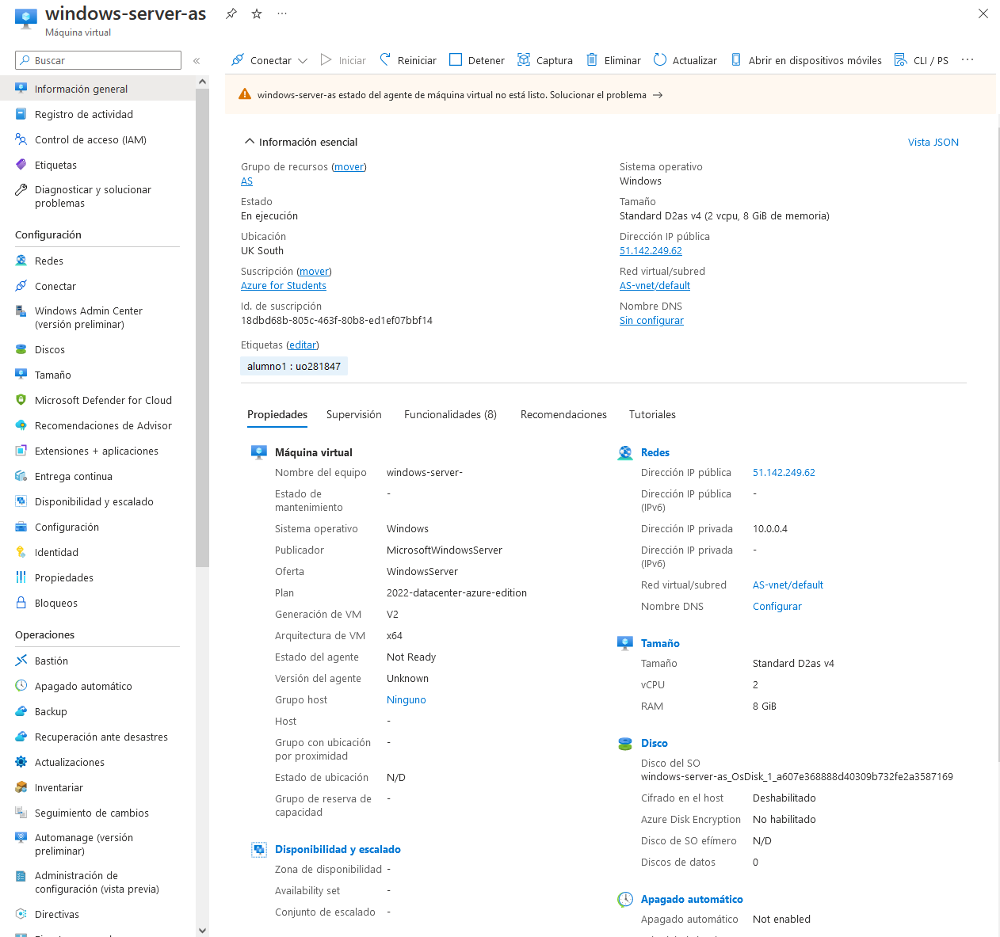 windows-server-as
Máquina virtual
Buscar
Conectar
Iniciar
Reiniciar
Detener
Captura
Eliminar
Actualizar
Abrir en dispositivos móviles
CLI / PS
Información general
Registro de actividad
Control de acceso (IAM)
Etiquetas
Diagnosticar y solucionar
problemas
Configuración
Redes
Conectar
Windows Admin Center
(versión preliminar)
Discos
Tamaño
Microsoft Defender for Cloud
Recomendaciones de Advisor
Extensiones + aplicaciones
Entrega continua
Disponibilidad y escalado
Configuración
Identidad
Propiedades
Bloqueos
Operaciones
Bastión
Apagado automático
Backup
Recuperación ante desastres
Actualizaciones
Inventariar
Seguimiento de cambios
Automanage (versión
preliminar)
Administración de
configuración (vista previa)
Directivas
windows-server-as estado del agente de máquina virtual no está listo. Solucionar el problema
Información esencial
Vista JSON
Grupo de recursos (mover)
AS
Estado
En ejecución
Ubicación
UK South
Suscripción (mover)
Azure for Students
Id. de suscripción
18dbd68b-805c-463f-80b8-ed1ef07bbf14
Sistema operativo
Windows
Tamaño
Standard D2as v4 (2 vcpu, 8 GiB de memoria)
Dirección IP pública
51.142.249.62
Red virtual/subred
AS-vnet/default
Nombre DNS
Sin configurar
Etiquetas (editar)
alumno1 : uo281847
Propiedades
Supervisión
Funcionalidades (8)
Recomendaciones
Tutoriales
Máquina virtual
Nombre del equipo windows-server-
Estado de
mantenimiento -
Sistema operativo Windows
Publicador MicrosoftWindowsServer
Oferta WindowsServer
Plan 2022-datacenter-azure-edition
Generación de VM V2
Arquitectura de VM x64
Estado del agente Not Ready
Versión del agente Unknown
Grupo host Ninguno
Host -
Grupo con ubicación
por proximidad -
Estado de ubicación N/D
Grupo de reserva de
capacidad -
Disponibilidad y escalado
Zona de disponibilidad -
Availability set -
Conjunto de escalado -
Redes
Dirección IP pública 51.142.249.62
Dirección IP pública
(IPv6) -
Dirección IP privada 10.0.0.4
Dirección IP privada
(IPv6) -
Red virtual/subred AS-vnet/default
Nombre DNS Configurar
Tamaño
Tamaño Standard D2as v4
vCPU 2
RAM 8 GiB
Disco
Disco del SO
windows-server-as_OsDisk_1_a607e368888d40309b732fe2a3587169
Cifrado en el host Deshabilitado
Azure Disk Encryption No habilitado
Disco de SO efímero N/D
Discos de datos 0
Apagado automático
Apagado automático Not enabled